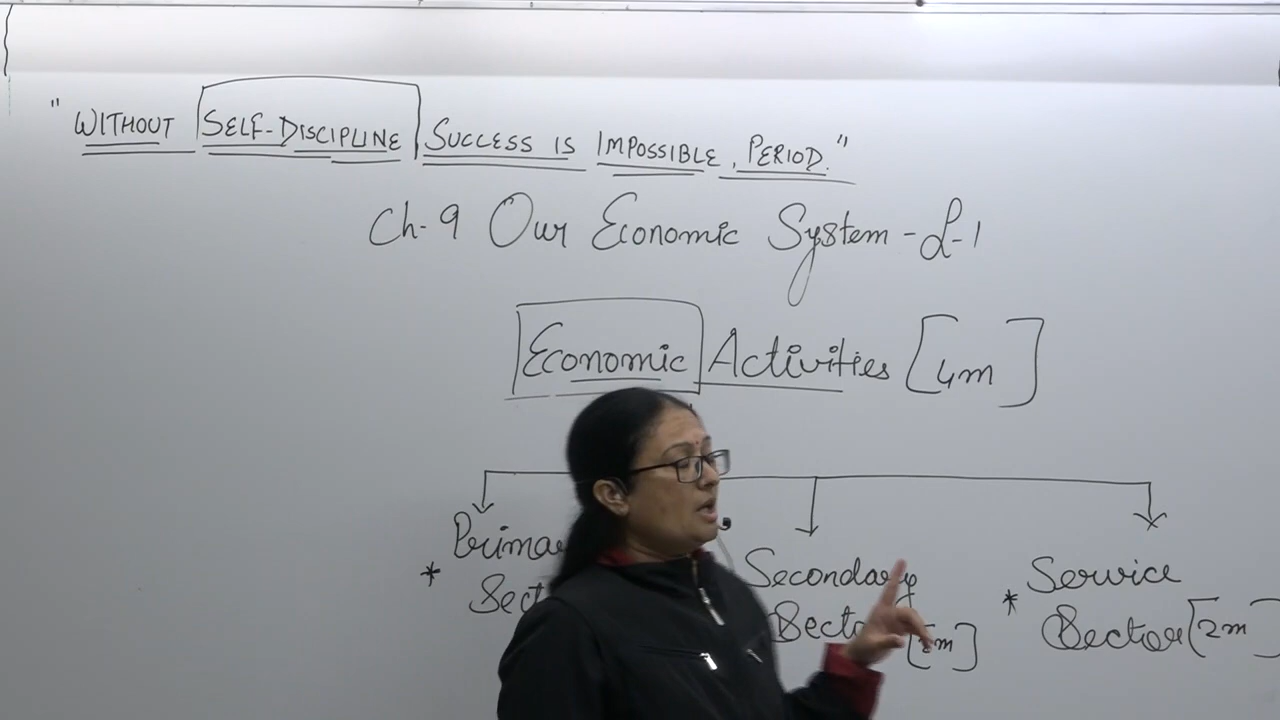 "WITHOUT SELF-DISCIPLINE SUCCESS IS IMPOSSIBLE, PERIOD."
Ch-9 Our Economic System - L-1
Economic Activities [4m]
* Secondary * Service
Sector [2m]